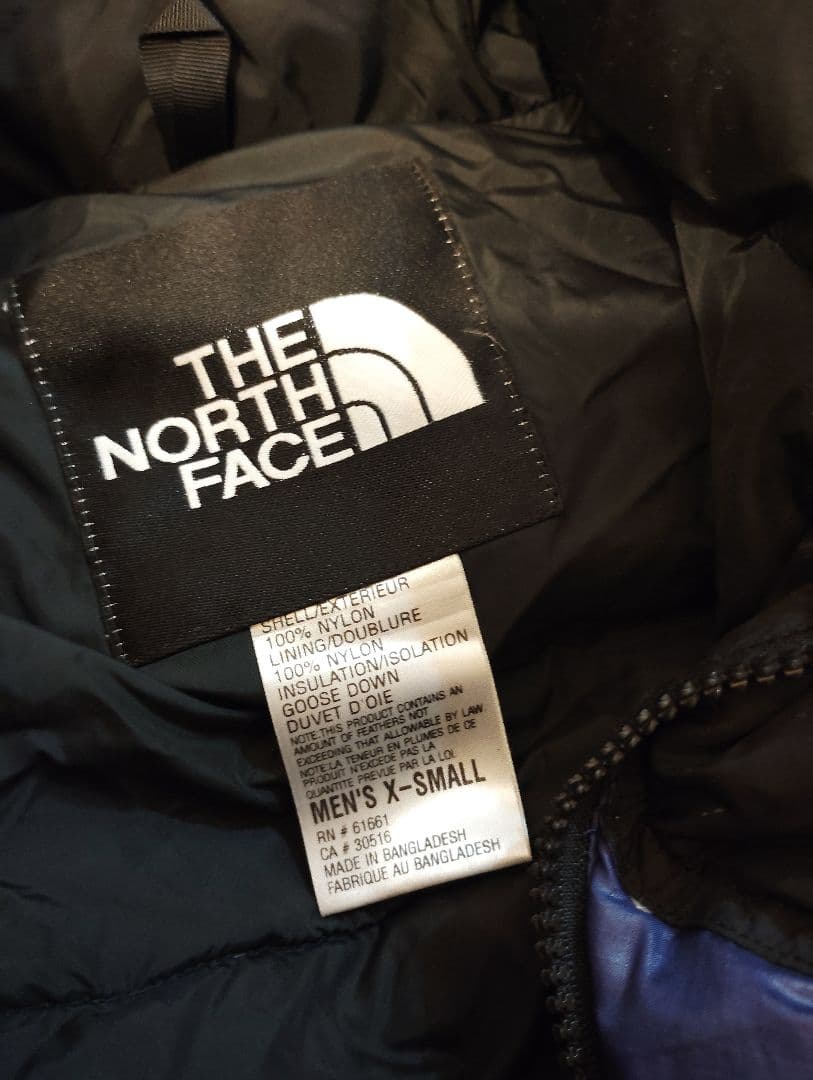 THE
NORTH
FACE
SHELL/EXTERIEUR
100% NYLON
LINING/DOUBLURE
100% NYLON
INSULATION/ISOLATION
GOOSE DOWN
DUVET D'OIE
NOTE:THIS PRODUCT CONTAINS AN
AMOUNT OF FEATHERS NOT
EXCEEDING THAT ALLOWABLE BY LAW
NOTE:LA TENEUR EN PLUMES DE CE
PRODUIT N'EXCEDE PAS LA
QUANTITE PREVUE PAR LA LOI.
MEN'S X-SMALL
RN # 61661
CA # 30516
MADE IN BANGLADESH
FABRIQUE AU BANGLADESH